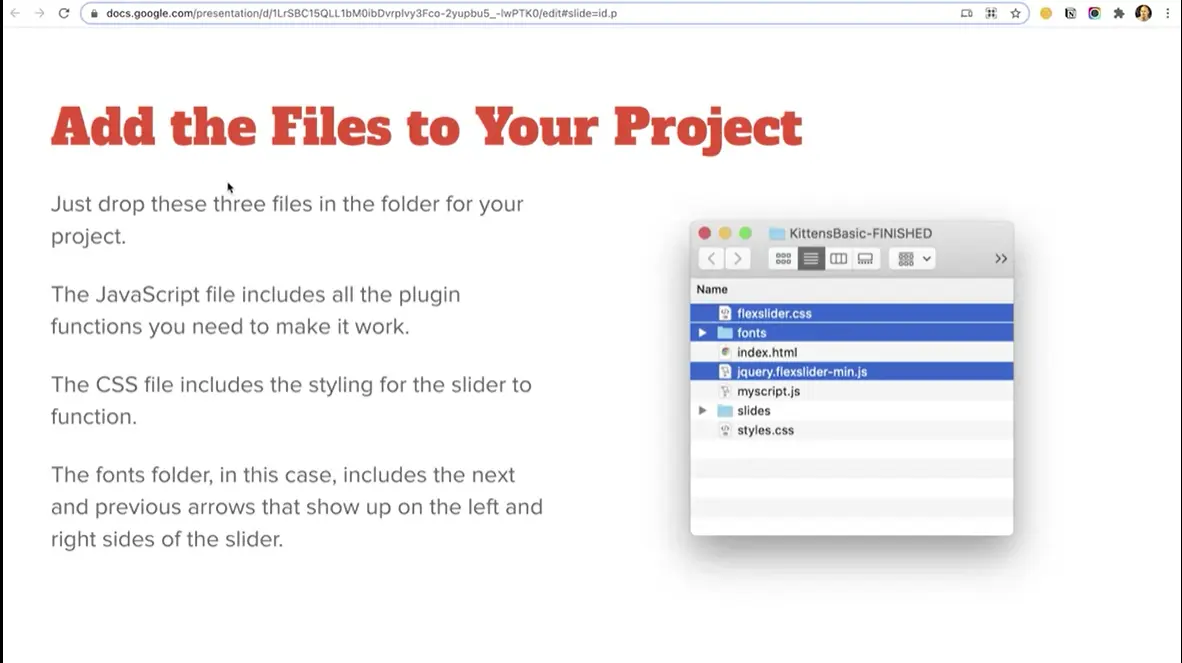 docs.google.com/presentation/d/1LrSBC15QLL1bM0ibDvrplvy3Fco-2yupbu5_-lwPTK0/edit#slide=id.p
Add the Files to Your Project
Just drop these three files in the folder for your
project.
The JavaScript file includes all the plugin
functions you need to make it work.
The CSS file includes the styling for the slider to
function.
The fonts folder, in this case, includes the next
and previous arrows that show up on the left and
right sides of the slider.
KittensBasic-FINISHED
Name
flexslider.css
fonts
index.html
jquery.flexslider-min.js
myscript.js
slides
styles.css